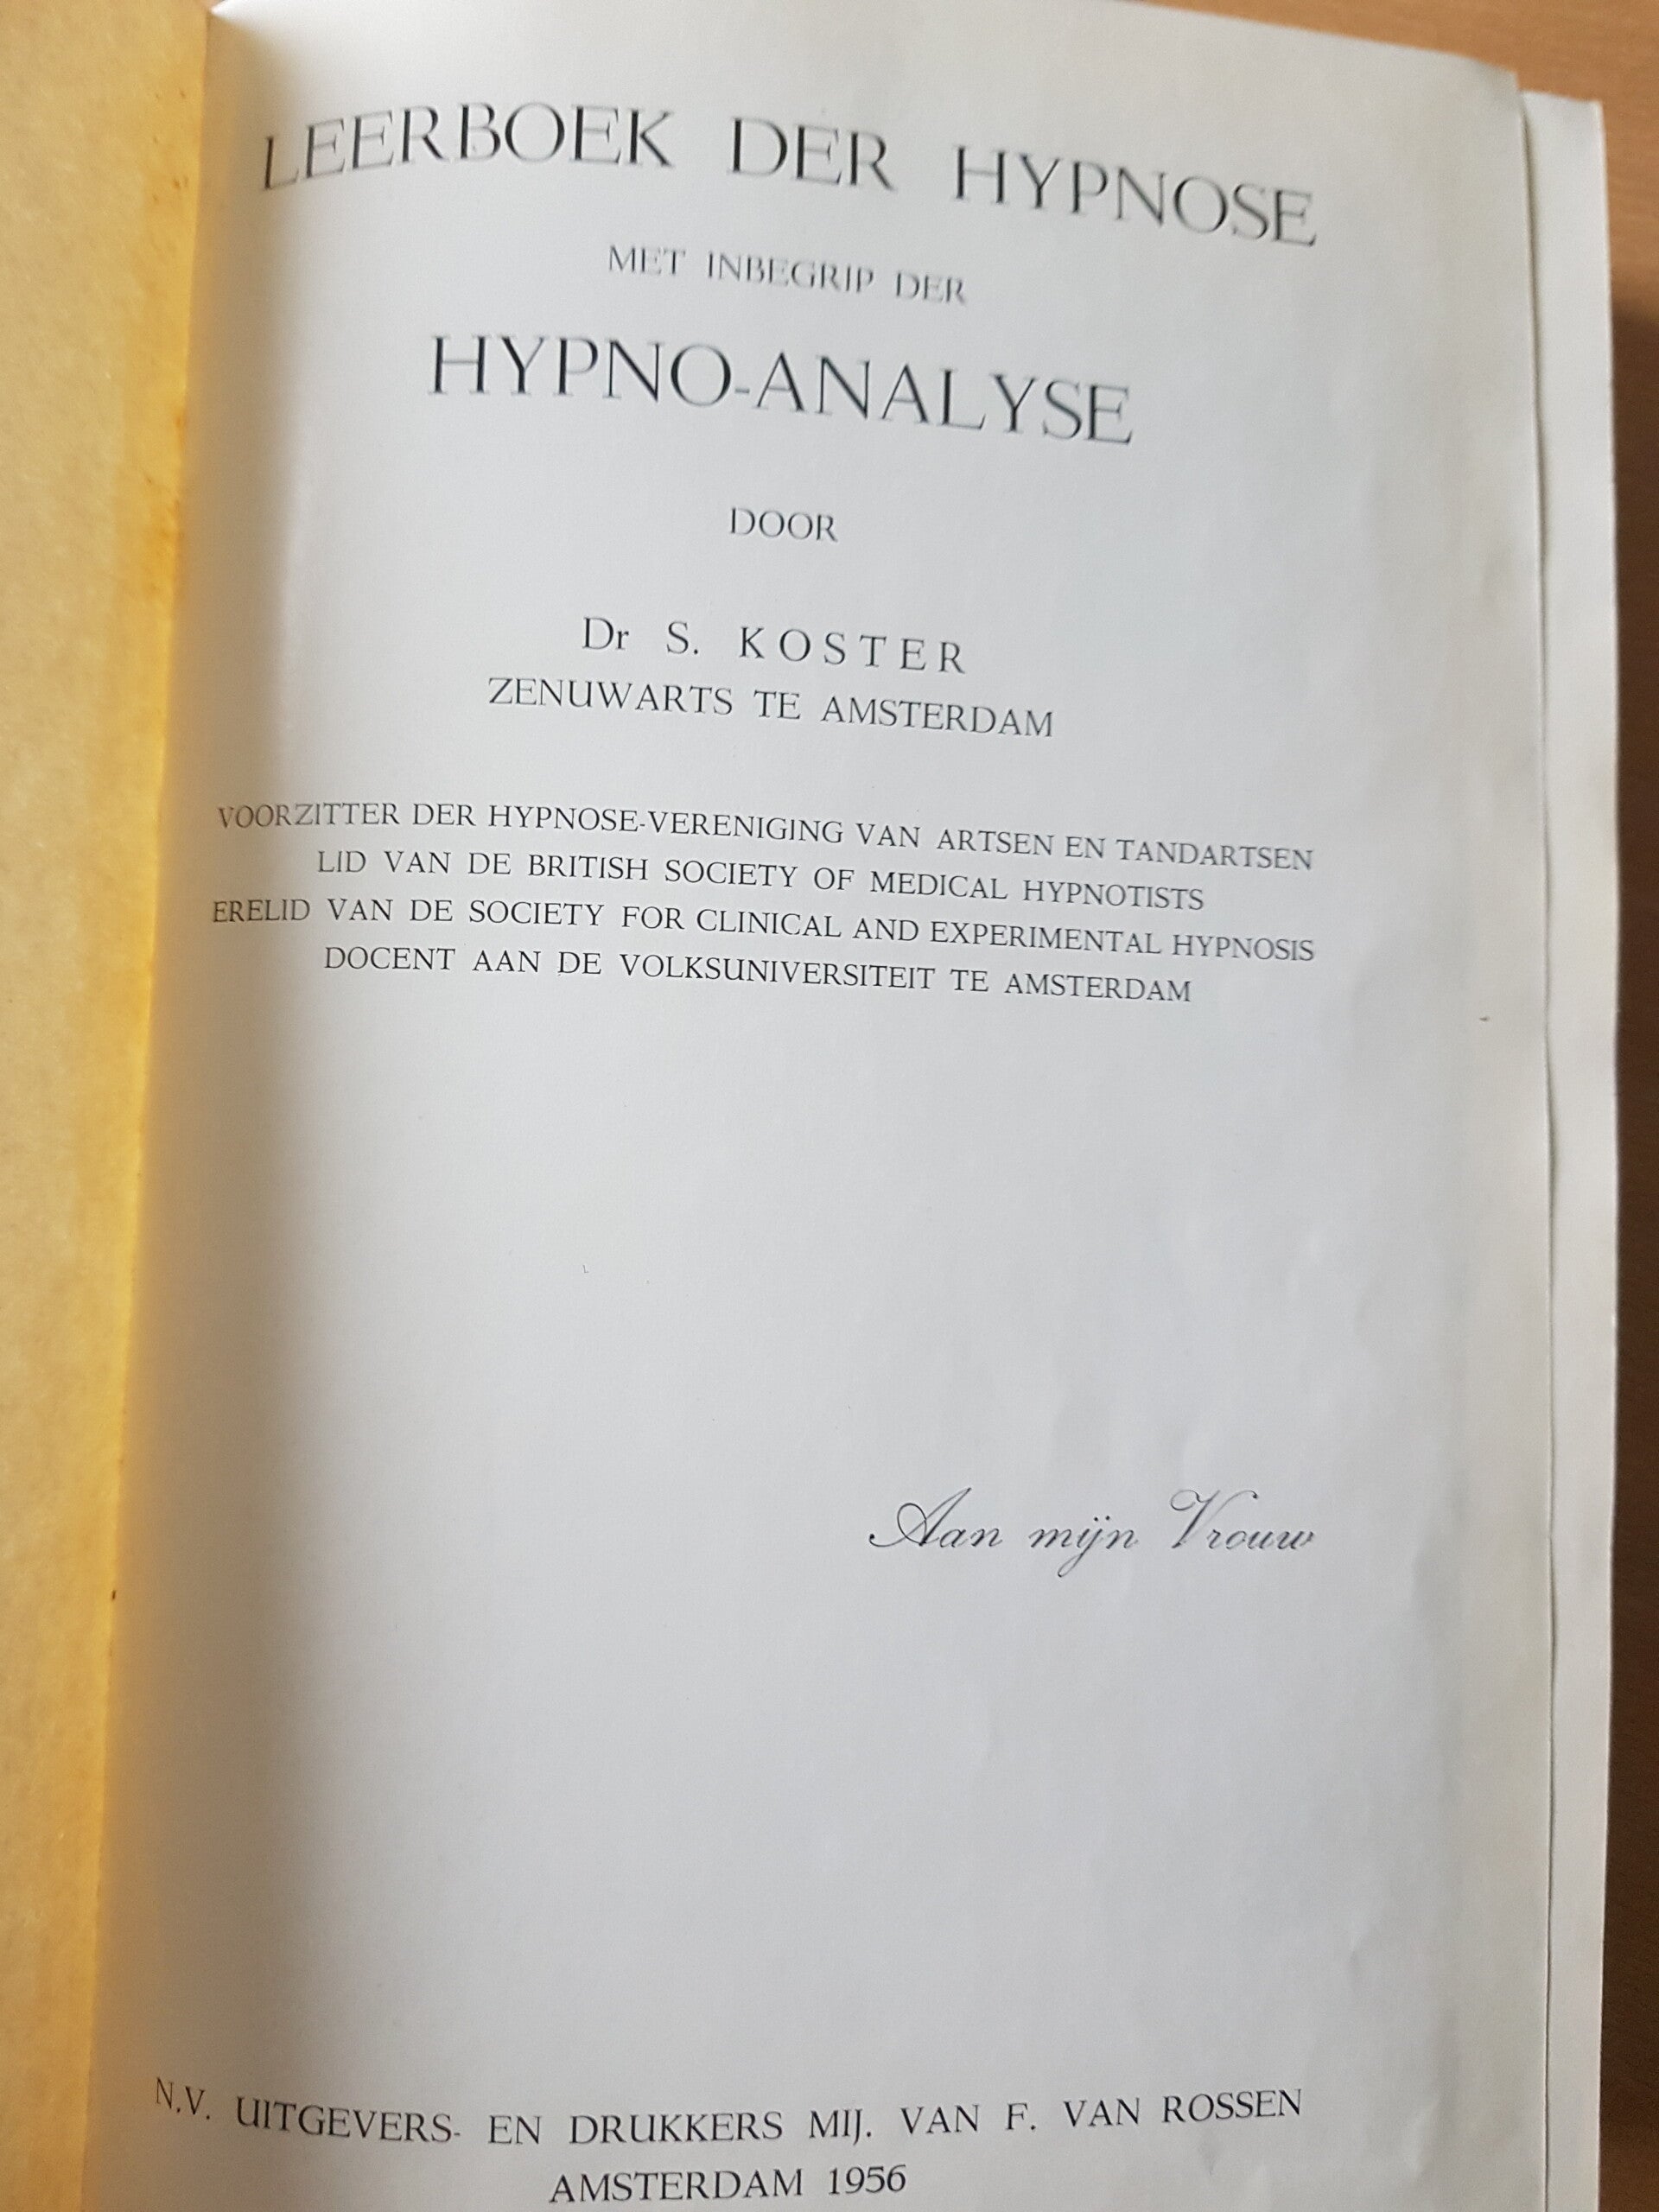 LEERBOEK DER HYPNOSE
MET INBEGRIP DER
HYPNO-ANALYSE
DOOR
Dr S. KOSTER
ZENUWARTS TE AMSTERDAM
VOORZITTER DER HYPNOSE-VERENIGING VAN ARTSEN EN TANDARTSEN
LID VAN DE BRITISH SOCIETY OF MEDICAL HYPNOTISTS
ERELID VAN DE SOCIETY FOR CLINICAL AND EXPERIMENTAL HYPNOSIS
DOCENT AAN DE VOLKSUNIVERSITEIT TE AMSTERDAM
Aan mijn Vrouw
N.V. UITGEVERS- EN DRUKKERS MIJ. VAN F. VAN ROSSEN
AMSTERDAM 1956